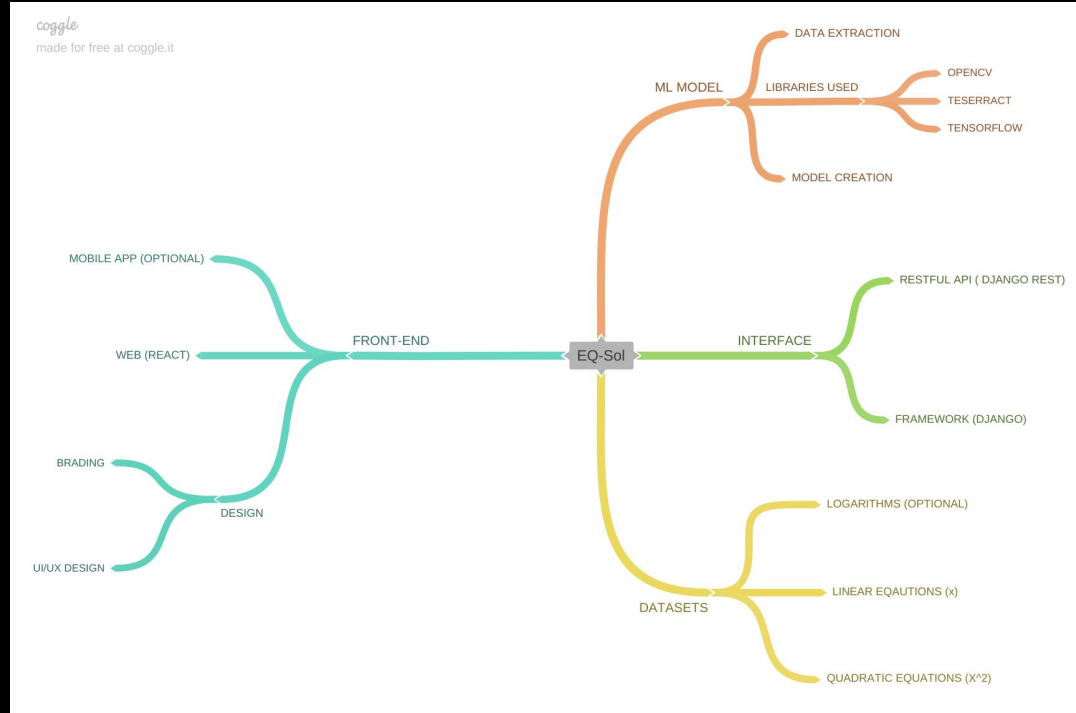 coggle
made for free at coggle.it
ML MODEL
DATA EXTRACTION
LIBRARIES USED
OPENCV
TESERRACT
TENSORFLOW
MODEL CREATION
MOBILE APP (OPTIONAL)
WEB (REACT)
FRONT-END
BRADING
DESIGN
UI/UX DESIGN
EQ-Sol
INTERFACE
RESTFUL API ( DJANGO REST)
FRAMEWORK (DJANGO)
DATASETS
LOGARITHMS (OPTIONAL)
LINEAR EQAUTIONS (x)
QUADRATIC EQUATIONS (X^2)